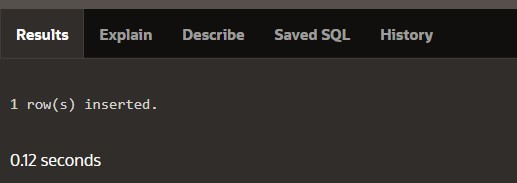 Results Explain Describe Saved SQL History
1 row(s) inserted.
0.12 seconds